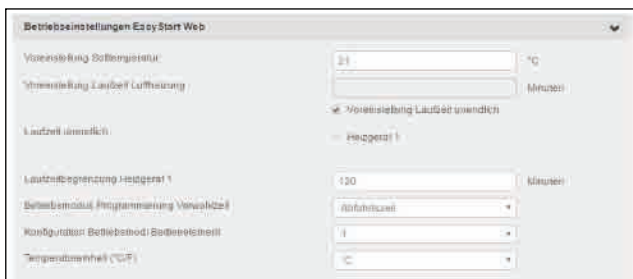 Betriebseinstellungen EasyStart Web
Voreinstellung Solltemperatur 21 °C
Voreinstellung Laufzeit Luftheizung Minuten
Voreinstellung Laufzeit unendlich
Laufzeit unendlich Heizgerät 1
Laufzeitbegrenzung Heizgerät 1 120 Minuten
Betriebsmodus Programmierung Vorwahlzeit Abfahrtszeit
Konfiguration Betriebsmodi Bedienelement 1
Temperatureinheit (°C/F) °C